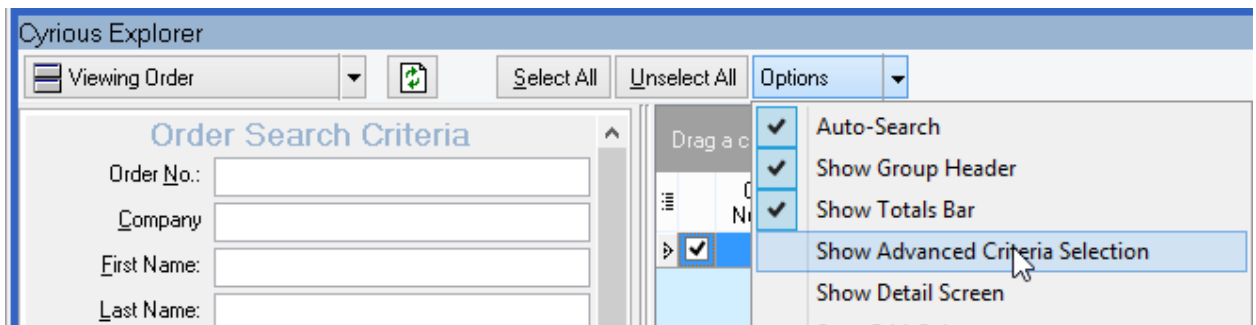 Cyrious Explorer
Viewing Order
Select All
Unselect All
Options
Order Search Criteria
Order No.:
Company
First Name:
Last Name:
Drag a c
Auto-Search
Show Group Header
Show Totals Bar
Show Advanced Criteria Selection
Show Detail Screen